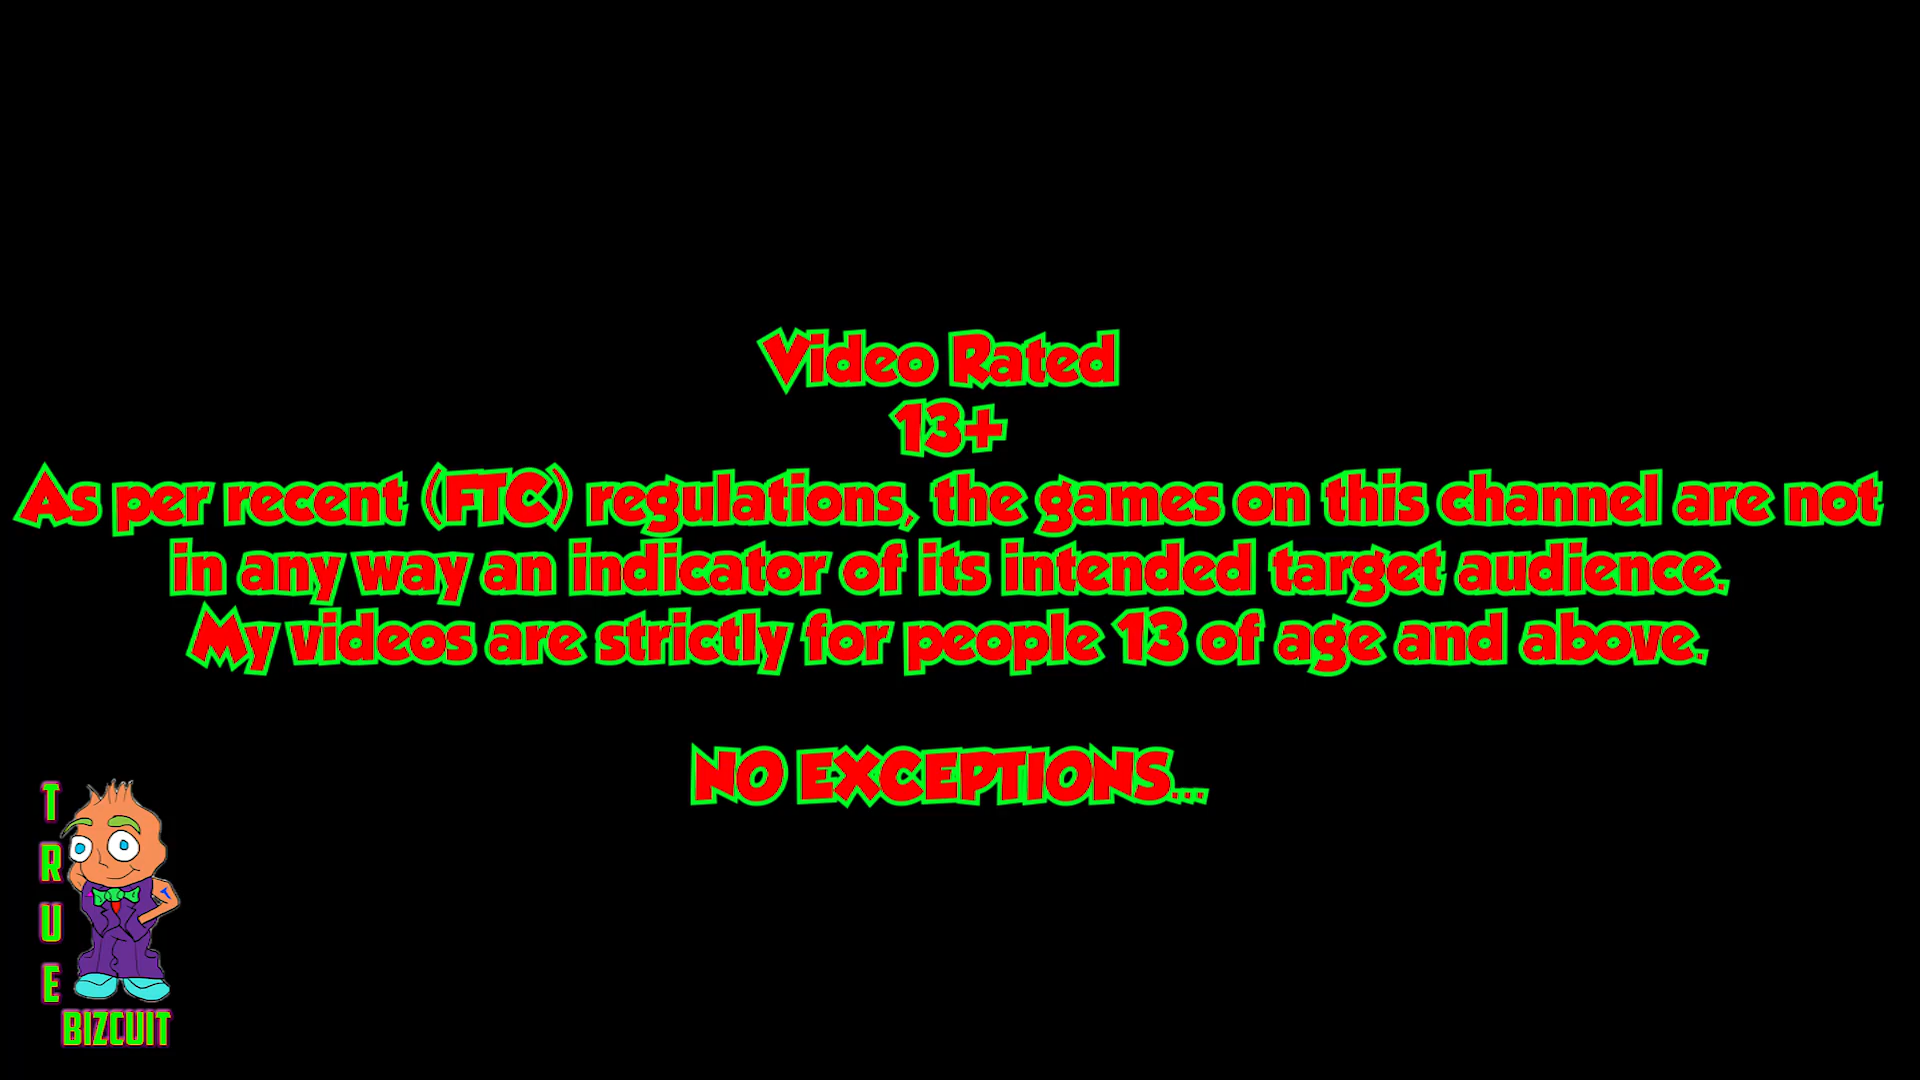 Video Rated
13+
As per recent (FTC) regulations, the games on this channel are not
in any way an indicator of its intended target audience.
My videos are strictly for people 13 of age and above.
NO EXCEPTIONS...
TRUE
BIZCUIT